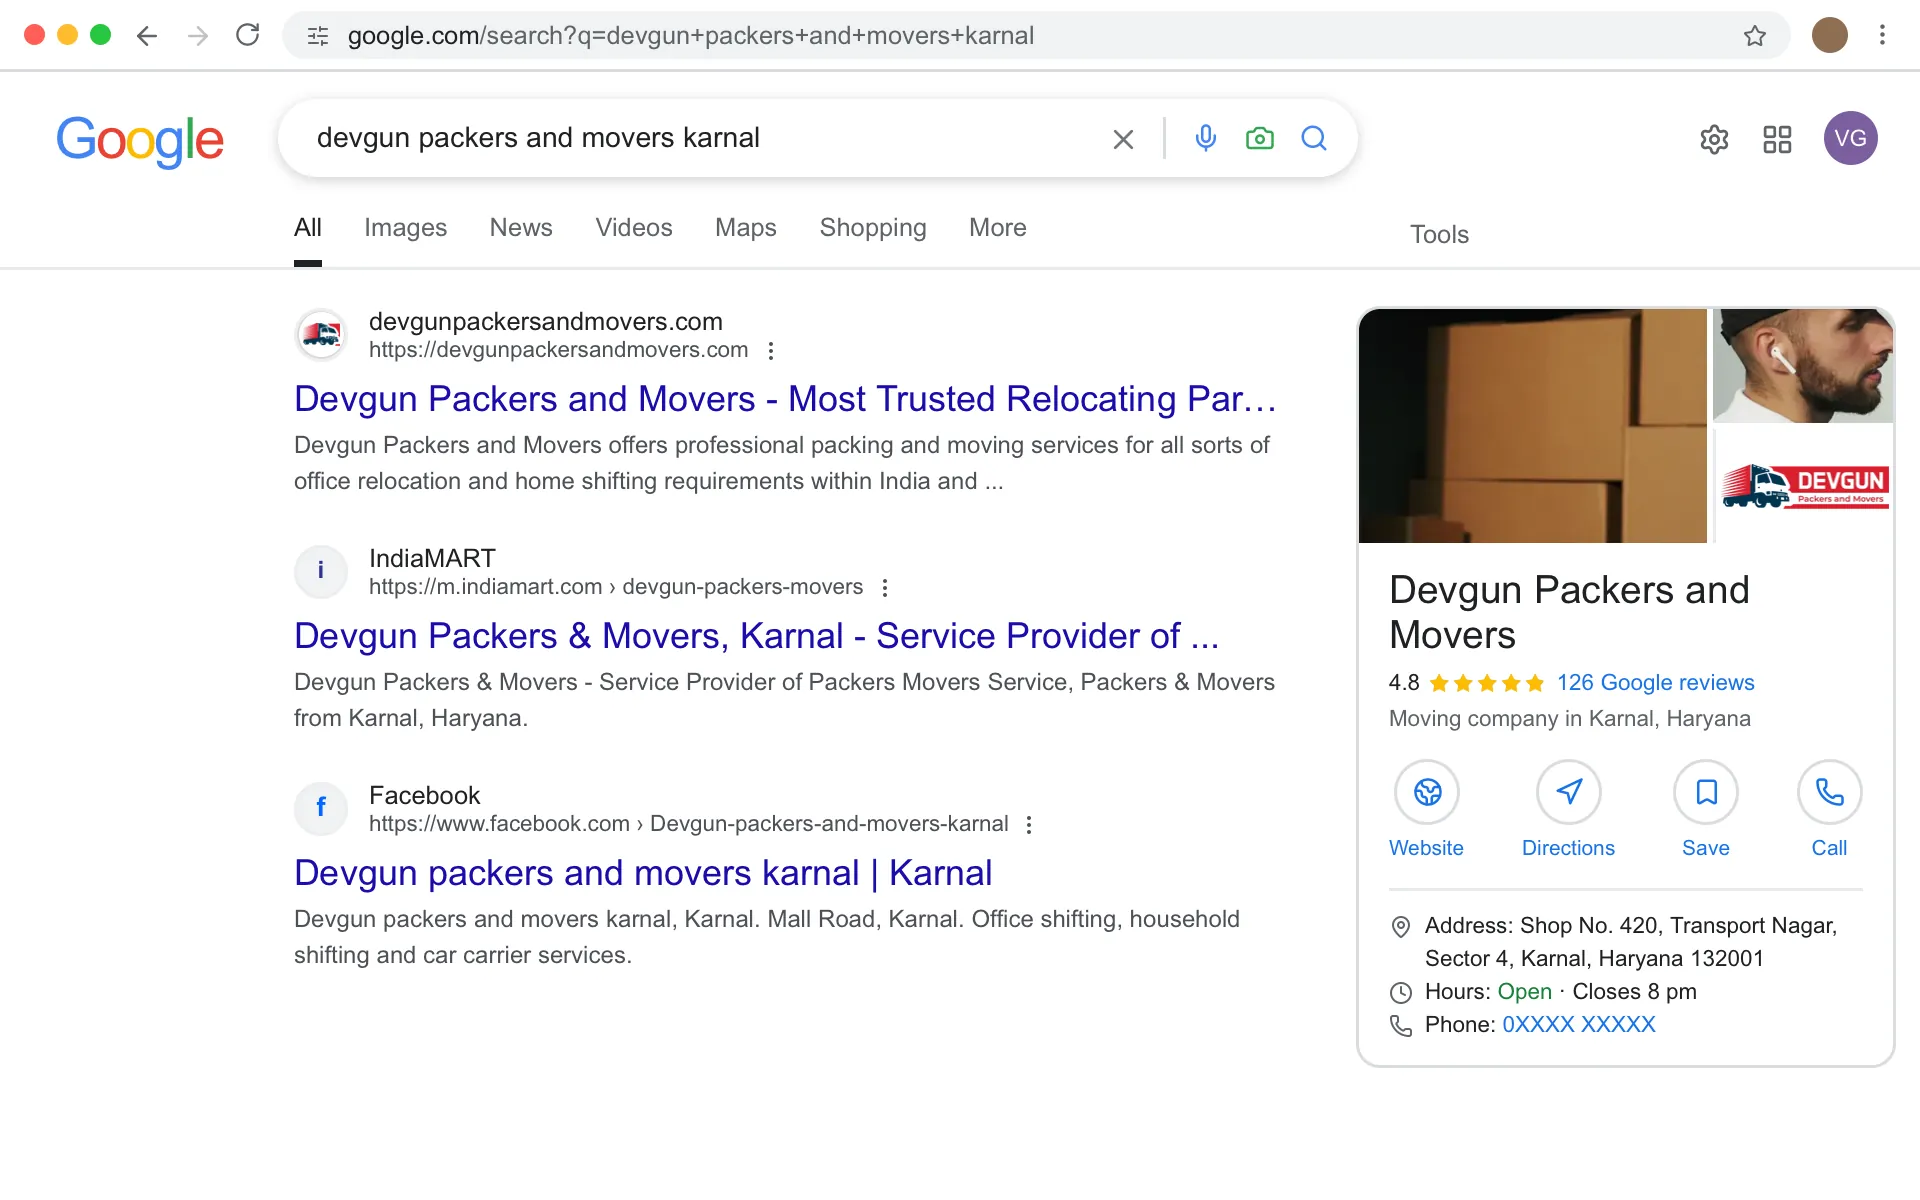 google.com/search?q=devgun+packers+and+movers+karnal
Google
devgun packers and movers karnal
VG
All Images News Videos Maps Shopping More Tools
devgunpackersandmovers.com
https://devgunpackersandmovers.com
Devgun Packers and Movers - Most Trusted Relocating Par...
Devgun Packers and Movers offers professional packing and moving services for all sorts of
office relocation and home shifting requirements within India and ...
i
IndiaMART
https://m.indiamart.com › devgun-packers-movers
Devgun Packers & Movers, Karnal - Service Provider of ...
Devgun Packers & Movers - Service Provider of Packers Movers Service, Packers & Movers
from Karnal, Haryana.
f
Facebook
https://www.facebook.com › Devgun-packers-and-movers-karnal
Devgun packers and movers karnal | Karnal
Devgun packers and movers karnal, Karnal. Mall Road, Karnal. Office shifting, household
shifting and car carrier services.
DEVGUN
Packers and Movers
Devgun Packers and
Movers
4.8 ★★★★★ 126 Google reviews
Moving company in Karnal, Haryana
Website Directions Save Call
Address: Shop No. 420, Transport Nagar,
Sector 4, Karnal, Haryana 132001
Hours: Open · Closes 8 pm
Phone: 0XXXX XXXXX